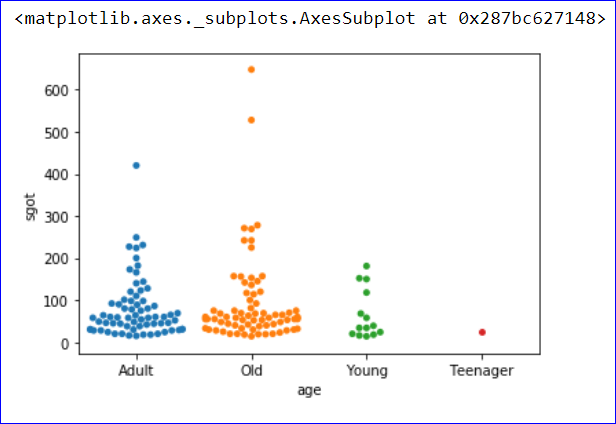 <matplotlib.axes._subplots.AxesSubplot at 0x287bc627148>
600
500
400
300
200
100
0
sgot
Adult Old Young Teenager
age